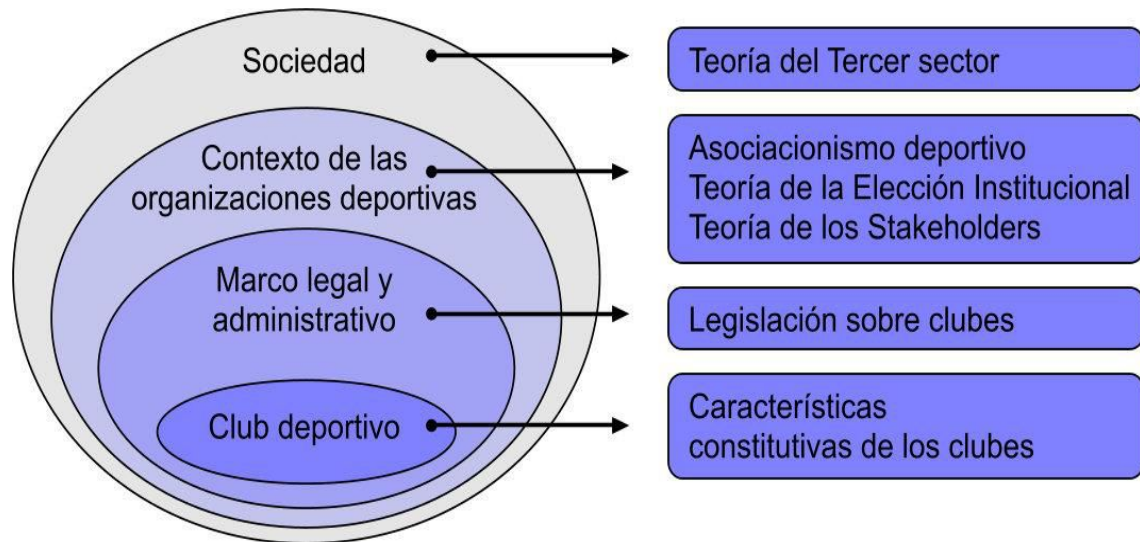 Sociedad
Teoría del Tercer sector
Contexto de las
organizaciones deportivas
Asociacionismo deportivo
Teoría de la Elección Institucional
Teoría de los Stakeholders
Marco legal y
administrativo
Legislación sobre clubes
Club deportivo
Características
constitutivas de los clubes